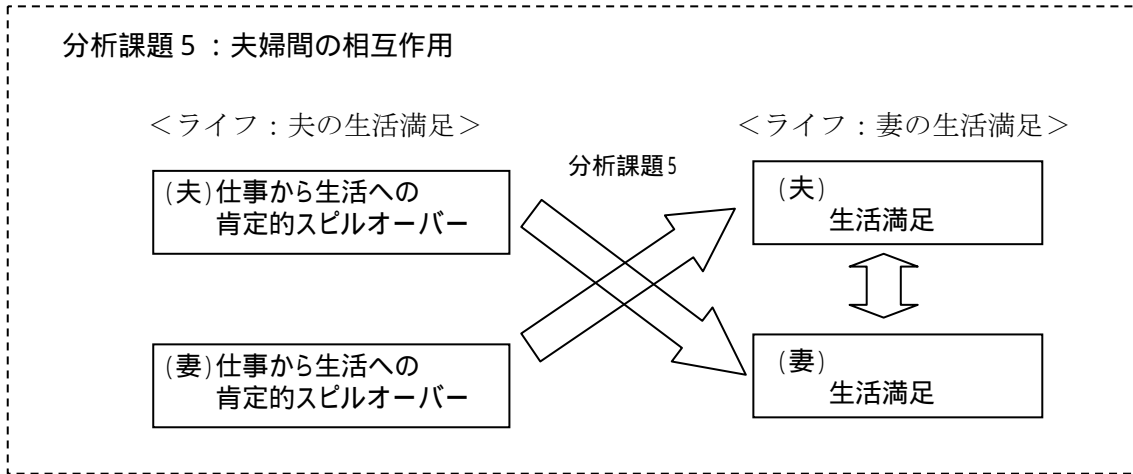 分析課題5：夫婦間の相互作用
＜ライフ：夫の生活満足＞
＜ライフ：妻の生活満足＞
分析課題5
(夫)仕事から生活への
肯定的スピルオーバー
(夫)
生活満足
(妻)仕事から生活への
肯定的スピルオーバー
(妻)
生活満足